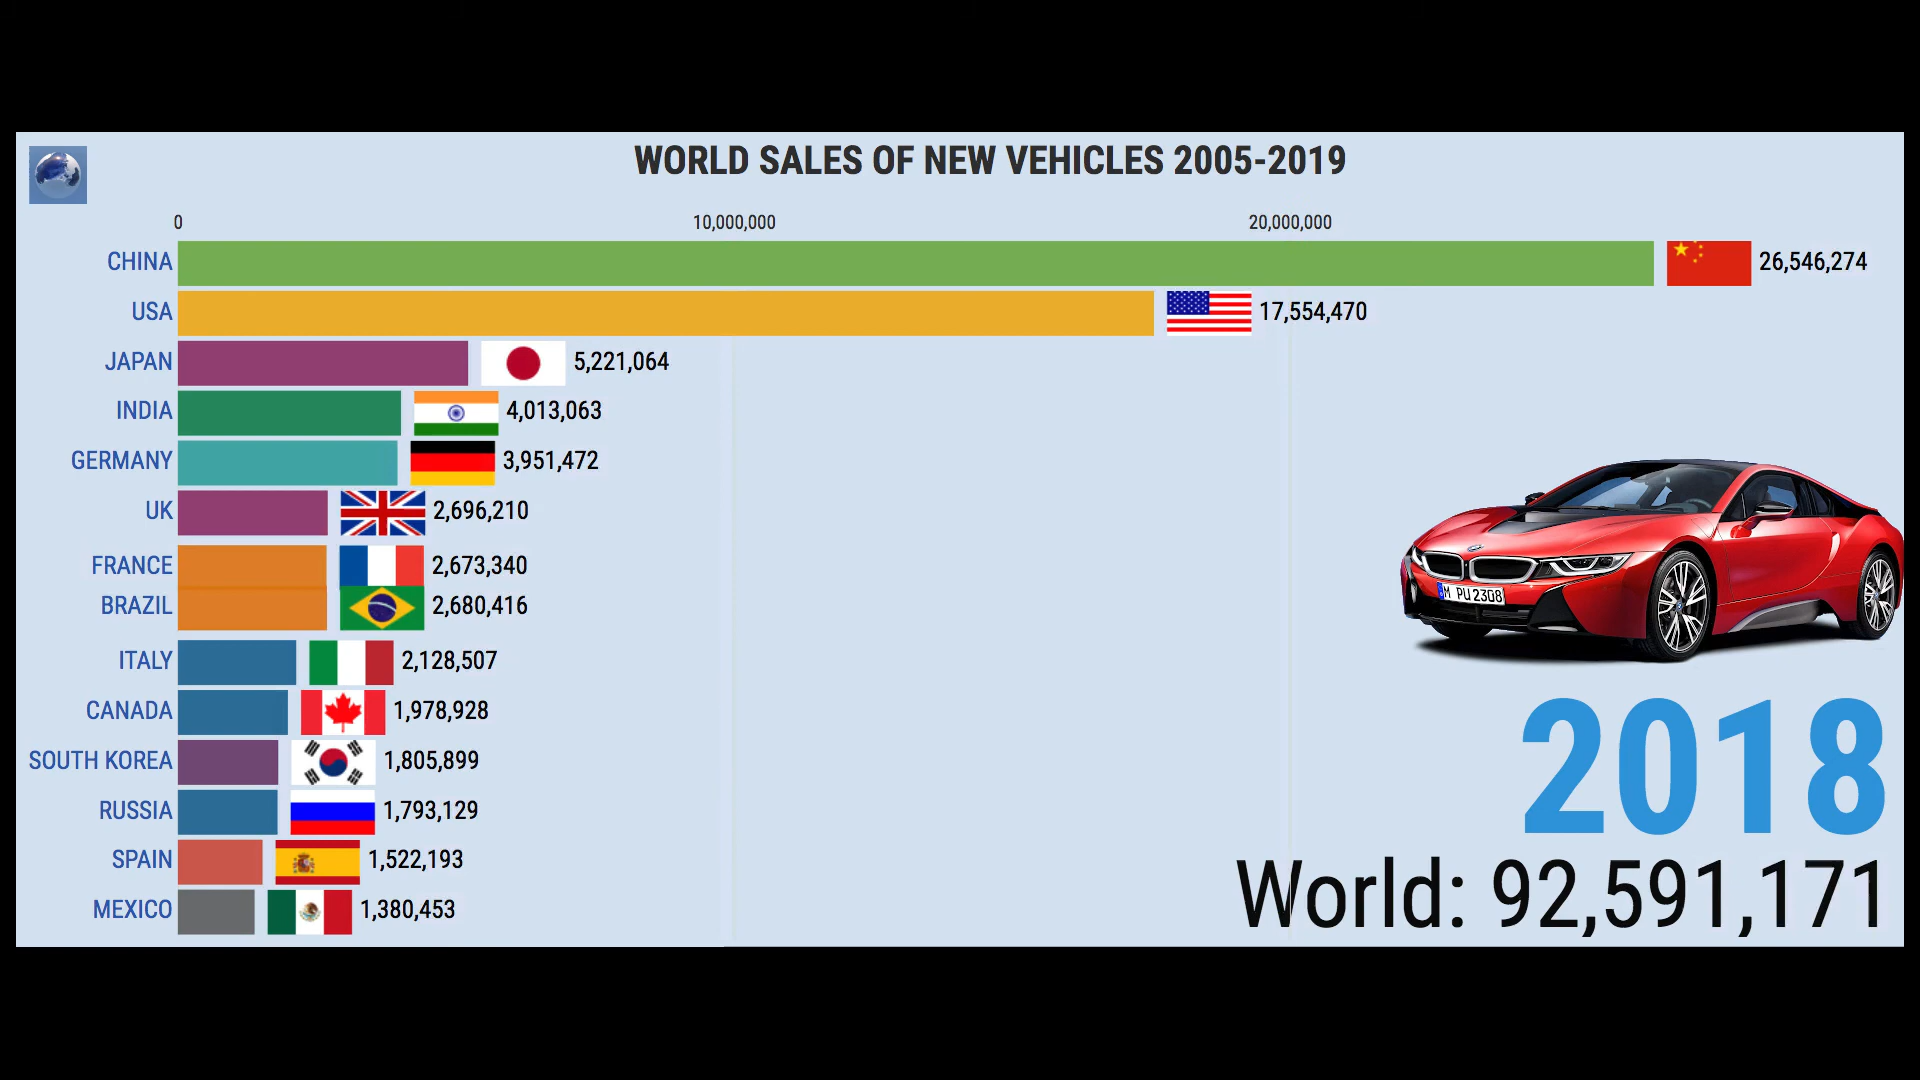 WORLD SALES OF NEW VEHICLES 2005-2019
0 10,000,000 20,000,000
CHINA 26,546,274
USA 17,554,470
JAPAN 5,221,064
INDIA 4,013,063
GERMANY 3,951,472
UK 2,696,210
FRANCE 2,673,340
BRAZIL 2,680,416
ITALY 2,128,507
CANADA 1,978,928
SOUTH KOREA 1,805,899
RUSSIA 1,793,129
SPAIN 1,522,193
MEXICO 1,380,453
M PU 2308
2018
World: 92,591,171